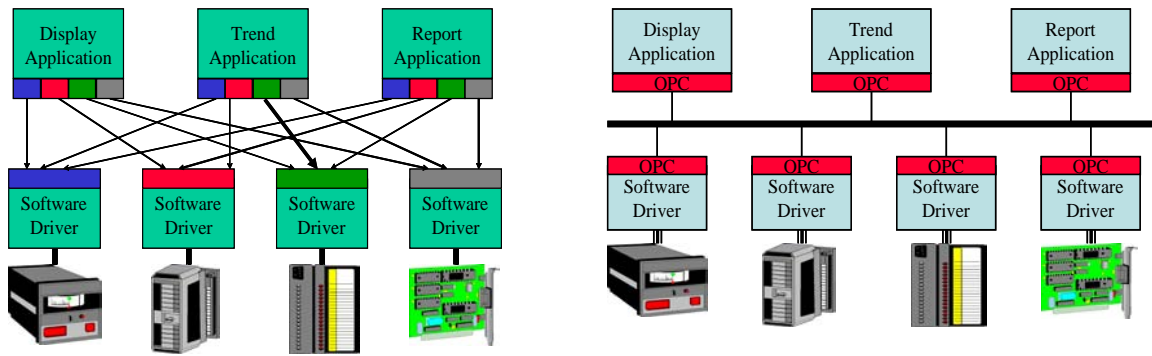 Display
Application
Trend
Application
Report
Application
Software
Driver
Software
Driver
Software
Driver
Software
Driver
Display
Application
OPC
Trend
Application
OPC
Report
Application
OPC
OPC
Software
Driver
OPC
Software
Driver
OPC
Software
Driver
OPC
Software
Driver